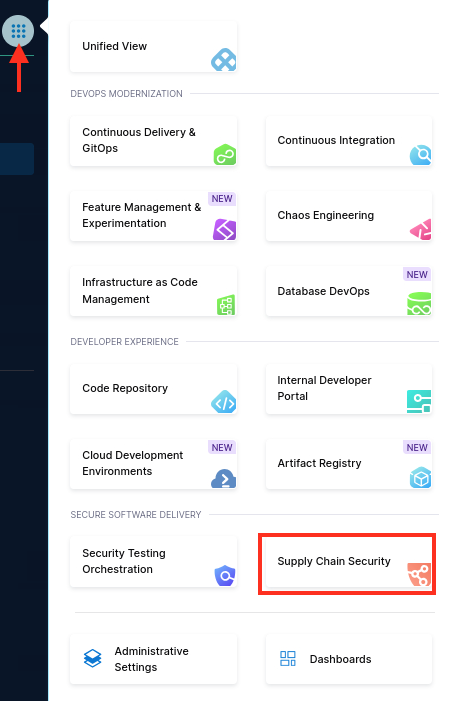 Unified View
DEVOPS MODERNIZATION
Continuous Delivery &
GitOps
Continuous Integration
NEW
Feature Management &
Experimentation
Chaos Engineering
Infrastructure as Code
Management
NEW
Database DevOps
DEVELOPER EXPERIENCE
Code Repository
Internal Developer
Portal
NEW
Cloud Development
Environments
NEW
Artifact Registry
SECURE SOFTWARE DELIVERY
Security Testing
Orchestration
Supply Chain Security
Administrative
Settings
Dashboards